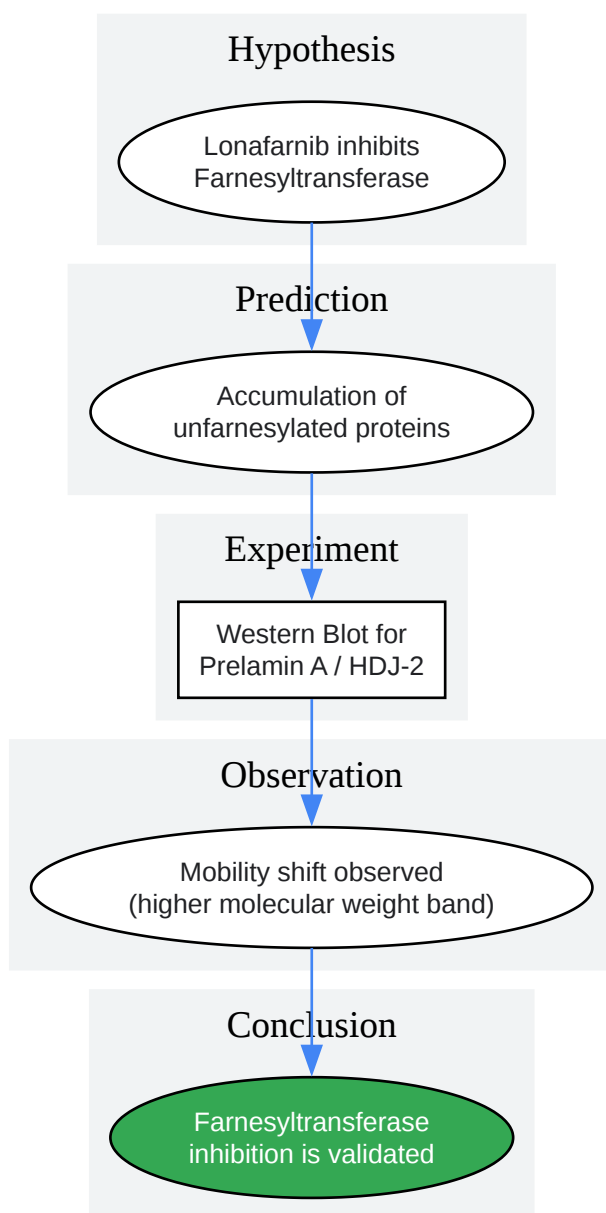 Hypothesis
Lonafarnib inhibits
Farnesyltransferase
Prediction
Accumulation of
unfarnesylated proteins
Experiment
Western Blot for
Prelamin A / HDJ-2
Observation
Mobility shift observed
(higher molecular weight band)
Conclusion
Farnesyltransferase
inhibition is validated